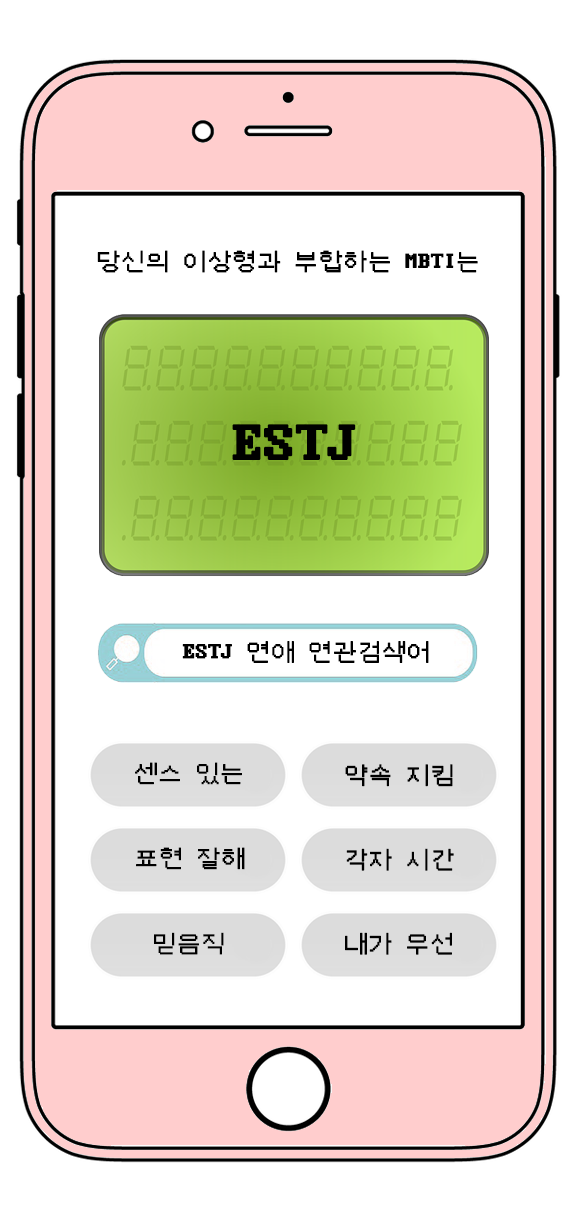 당신의 이상형과 부합하는 MBTI는
ESTJ
ESTJ 연애 연관검색어
센스 있는
약속 지킴
표현 잘해
각자 시간
믿음직
내가 우선